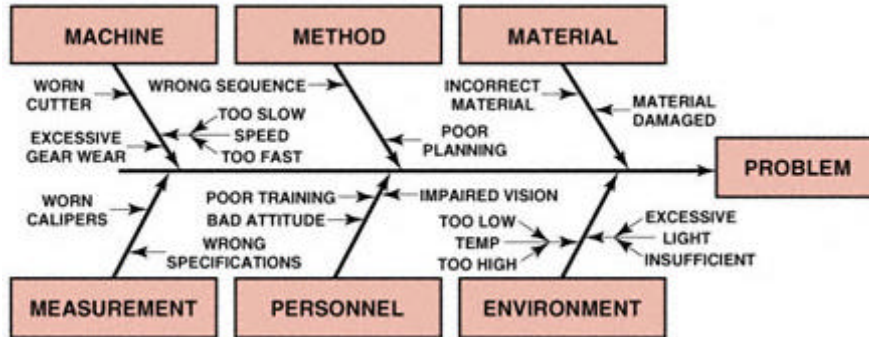 MACHINE
METHOD
MATERIAL
WORN
CUTTER
WRONG SEQUENCE
INCORRECT
MATERIAL
MATERIAL
DAMAGED
TOO SLOW
SPEED
TOO FAST
EXCESSIVE
GEAR WEAR
POOR
PLANNING
PROBLEM
WORN
CALIPERS
WRONG
SPECIFICATIONS
POOR TRAINING
BAD ATTITUDE
IMPAIRED VISION
TOO LOW
TEMP
TOO HIGH
EXCESSIVE
LIGHT
INSUFFICIENT
MEASUREMENT
PERSONNEL
ENVIRONMENT